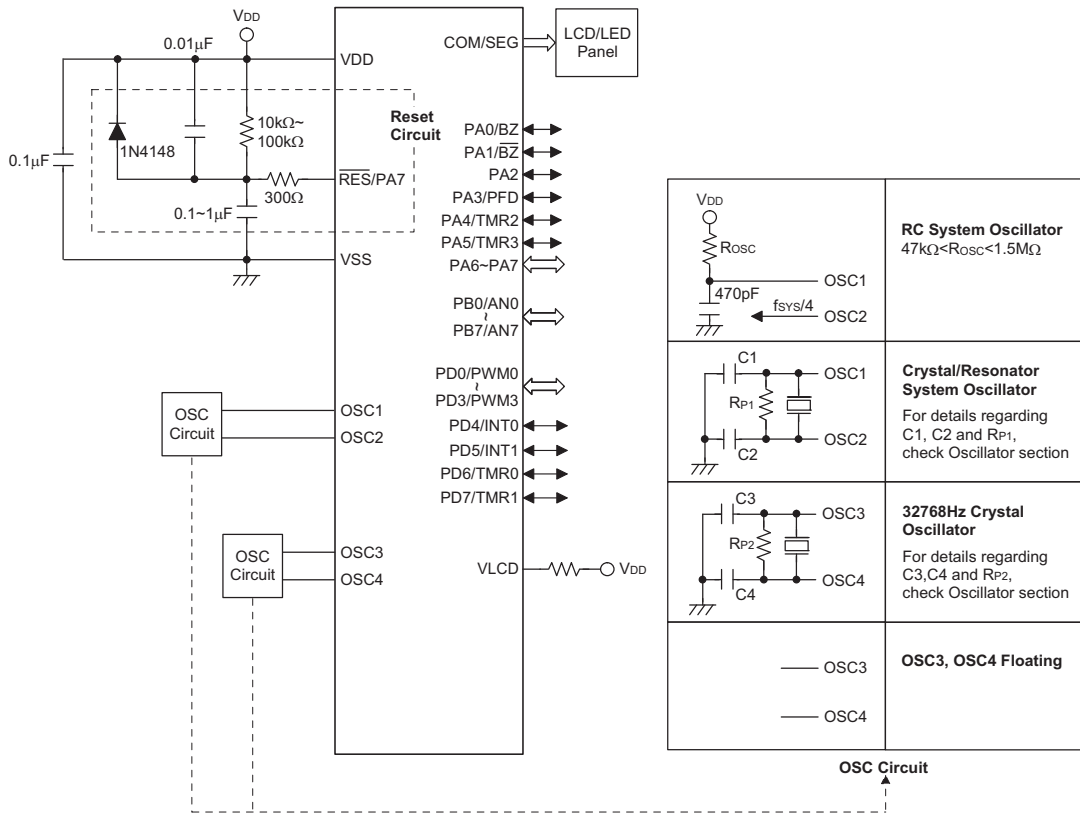 VDD
0.01μF
VDD
COM/SEG
LCD/LED
Panel
Reset
Circuit
10kΩ~
100kΩ
1N4148
0.1μF
RES/PA7
300Ω
0.1~1μF
VSS
PA0/BZ
PA1/BZ
PA2
PA3/PFD
PA4/TMR2
PA5/TMR3
PA6~PA7
PB0/AN0
~
PB7/AN7
PD0/PWM0
~
PD3/PWM3
PD4/INT0
PD5/INT1
PD6/TMR0
PD7/TMR1
OSC
Circuit
OSC1
OSC2
OSC
Circuit
OSC3
OSC4
VLCD
VDD
VDD
ROSC
OSC1
470pF
fSYS/4
OSC2
RC System Oscillator
47kΩ<ROSC<1.5MΩ
C1
OSC1
RP1
OSC2
C2
Crystal/Resonator
System Oscillator
For details regarding
C1, C2 and RP1,
check Oscillator section
C3
OSC3
RP2
OSC4
C4
32768Hz Crystal
Oscillator
For details regarding
C3,C4 and RP2,
check Oscillator section
OSC3
OSC4
OSC3, OSC4 Floating
OSC Circuit